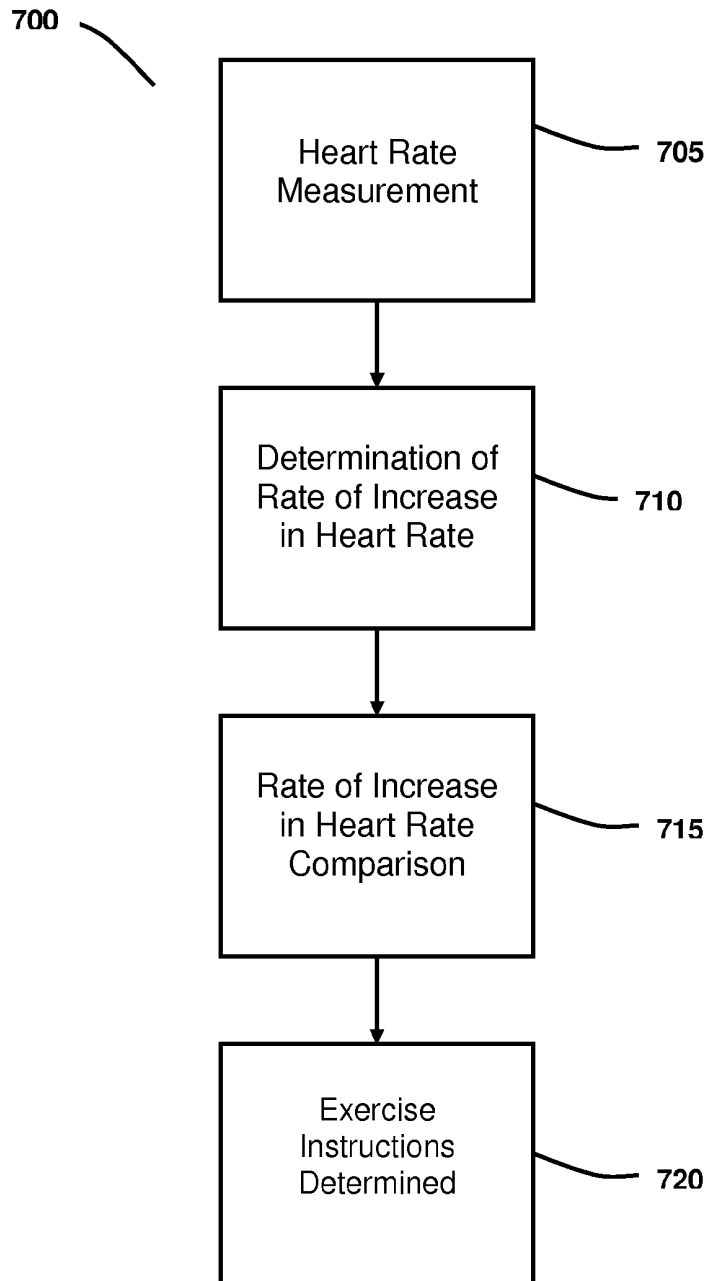 700
Heart Rate
Measurement
705
Determination of
Rate of Increase
in Heart Rate
710
Rate of Increase
in Heart Rate
Comparison
715
Exercise
Instructions
Determined
720